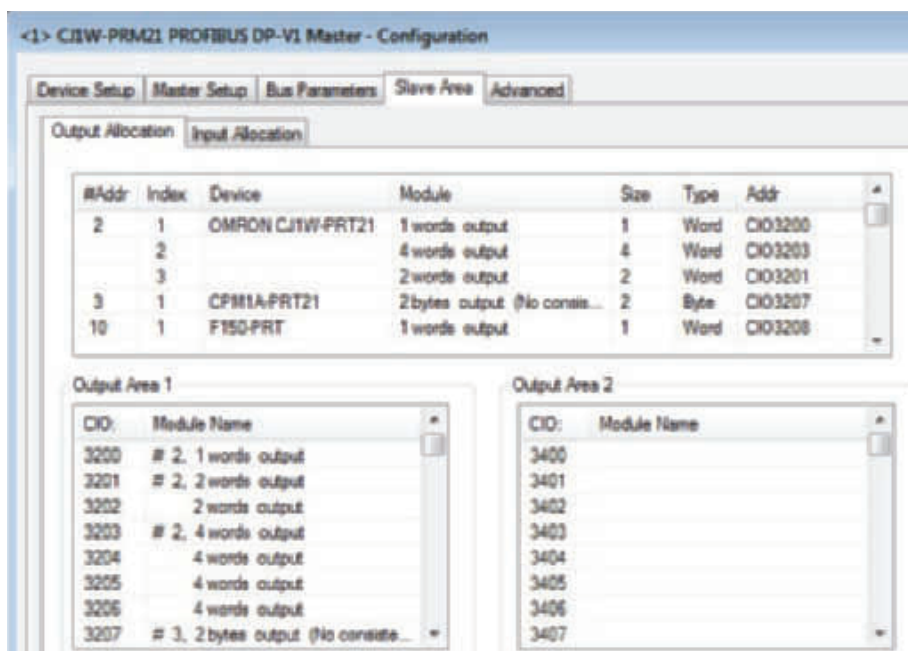 <1> CJ1W-PRM21 PROFIBUS DP-V1 Master - Configuration
Device Setup Master Setup Bus Parameters Slave Area Advanced
Output Allocation Input Allocation
#Addr Index Device Module Size Type Addr
2 1 OMRON CJ1W-PRT21 1 words output 1 Word CIO3200
2 4 words output 4 Word CIO3203
3 2 words output 2 Word CIO3201
3 1 CPM1A-PRT21 2 bytes output (No consis... 2 Byte CIO3207
10 1 F150-PRT 1 words output 1 Word CIO3208
Output Area 1
CIO: Module Name
3200 # 2, 1 words output
3201 # 2, 2 words output
3202 2 words output
3203 # 2, 4 words output
3204 4 words output
3205 4 words output
3206 4 words output
3207 # 3, 2 bytes output (No consiste...
Output Area 2
CIO: Module Name
3400
3401
3402
3403
3404
3405
3406
3407